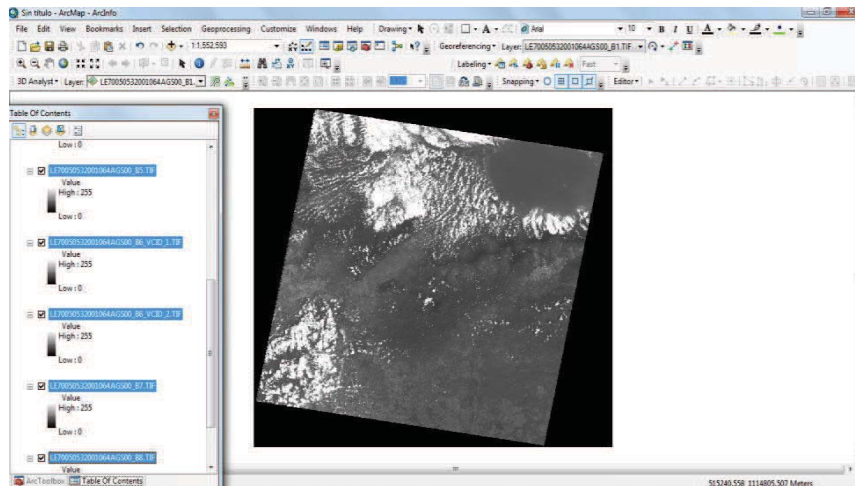 Sin título - ArcMap - ArcInfo
File Edit View Bookmarks Insert Selection Geoprocessing Customize Windows Help Drawing A Arial 10 B I U A
1:1,552,593 Georeferencing Layer: LE70050532001064AGS00_B1.TIF
Labeling Fast
3D Analyst Layer: LE70050532001064AGS00_B1. Snapping Editor
Table Of Contents
Low : 0
LE70050532001064AGS00_B5.TIF
Value
High : 255
Low : 0
LE70050532001064AGS00_B6_VCID_1.TIF
Value
High : 255
Low : 0
LE70050532001064AGS00_B6_VCID_2.TIF
Value
High : 255
Low : 0
LE70050532001064AGS00_B7.TIF
Value
High : 255
Low : 0
LE70050532001064AGS00_B8.TIF
Value
ArcToolbox Table Of Contents
515240,558 1114805,507 Meters